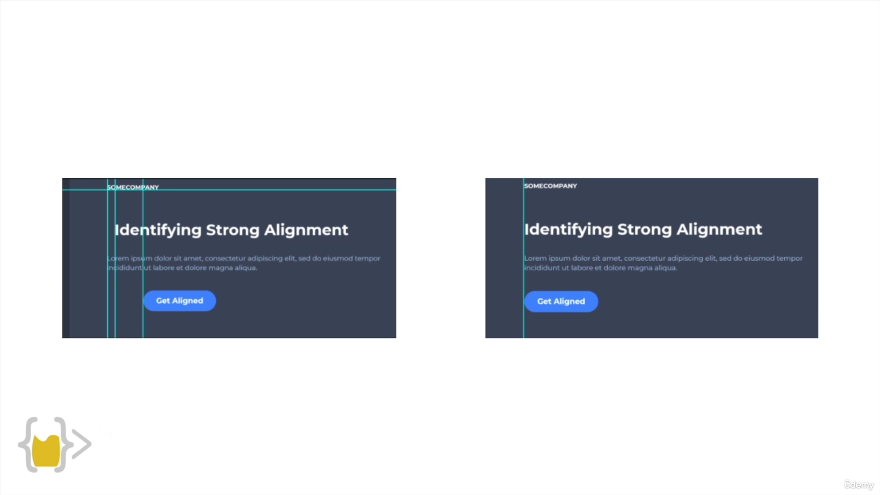 SOMECOMPANY
Identifying Strong Alignment
Lorem ipsum dolor sit amet, consectetur adipiscing elit, sed do eiusmod tempor
incididunt ut labore et dolore magna aliqua.
Get Aligned
SOMECOMPANY
Identifying Strong Alignment
Lorem ipsum dolor sit amet, consectetur adipiscing elit, sed do eiusmod tempor
incididunt ut labore et dolore magna aliqua.
Get Aligned
Udemy